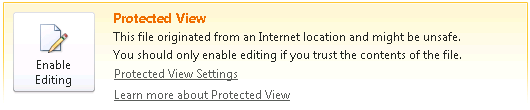 Protected View
This file originated from an Internet location and might be unsafe.
You should only enable editing if you trust the contents of the file.
Enable
Editing
Protected View Settings
Learn more about Protected View